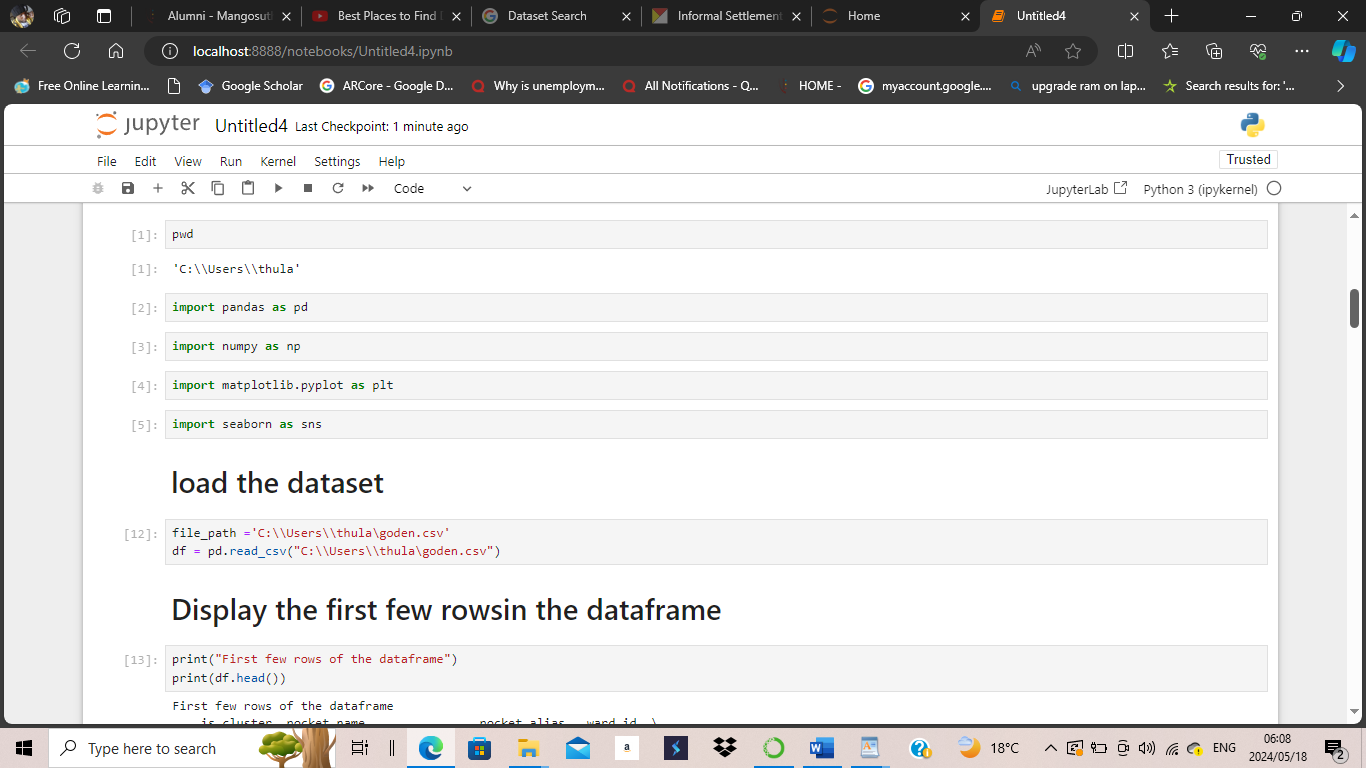 Alumni - Mangosut
Best Places to Find
Dataset Search
Informal Settlement
Home
Untitled4
localhost:8888/notebooks/Untitled4.ipynb
Free Online Learnin...
Google Scholar
ARCore - Google D...
Why is unemploym...
All Notifications - Q...
HOME -
myaccount.google....
upgrade ram on lap...
Search results for: '...
jupyter Untitled4 Last Checkpoint: 1 minute ago
File Edit View Run Kernel Settings Help
Trusted
Code
JupyterLab
Python 3 (ipykernel)
[1]: pwd
[1]: 'C:\\Users\\thula'
[2]: import pandas as pd
[3]: import numpy as np
[4]: import matplotlib.pyplot as plt
[5]: import seaborn as sns
load the dataset
[12]: file_path ='C:\\Users\\thula\goden.csv'
df = pd.read_csv("C:\\Users\\thula\goden.csv")
Display the first few rowsin the dataframe
[13]: print("First few rows of the dataframe")
print(df.head())
First few rows of the dataframe
is_cluster pocket_name pocket_alias ward_id \
Type here to search
a
18°C
ENG
06:08
2024/05/18
2